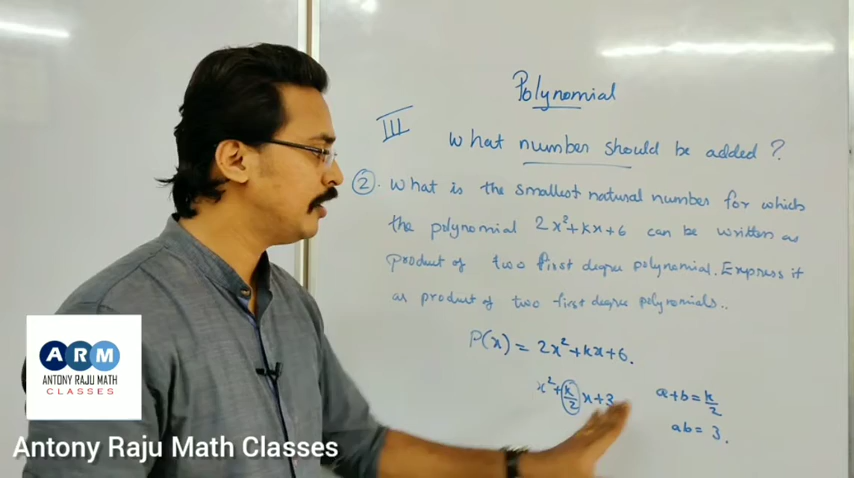 Polynomial
III
What number should be added ?
2. What is the smallest natural number for which
the polynomial 2x²+kx+6 can be written as
product of two first degree polynomial. Express it
as product of two first degree polynomials..
P(x) = 2x²+kx+6.
x²+k/2 x+3
a+b=k/2
ab= 3.
ARM
ANTONY RAJU MATH
CLASSES
Antony Raju Math Classes